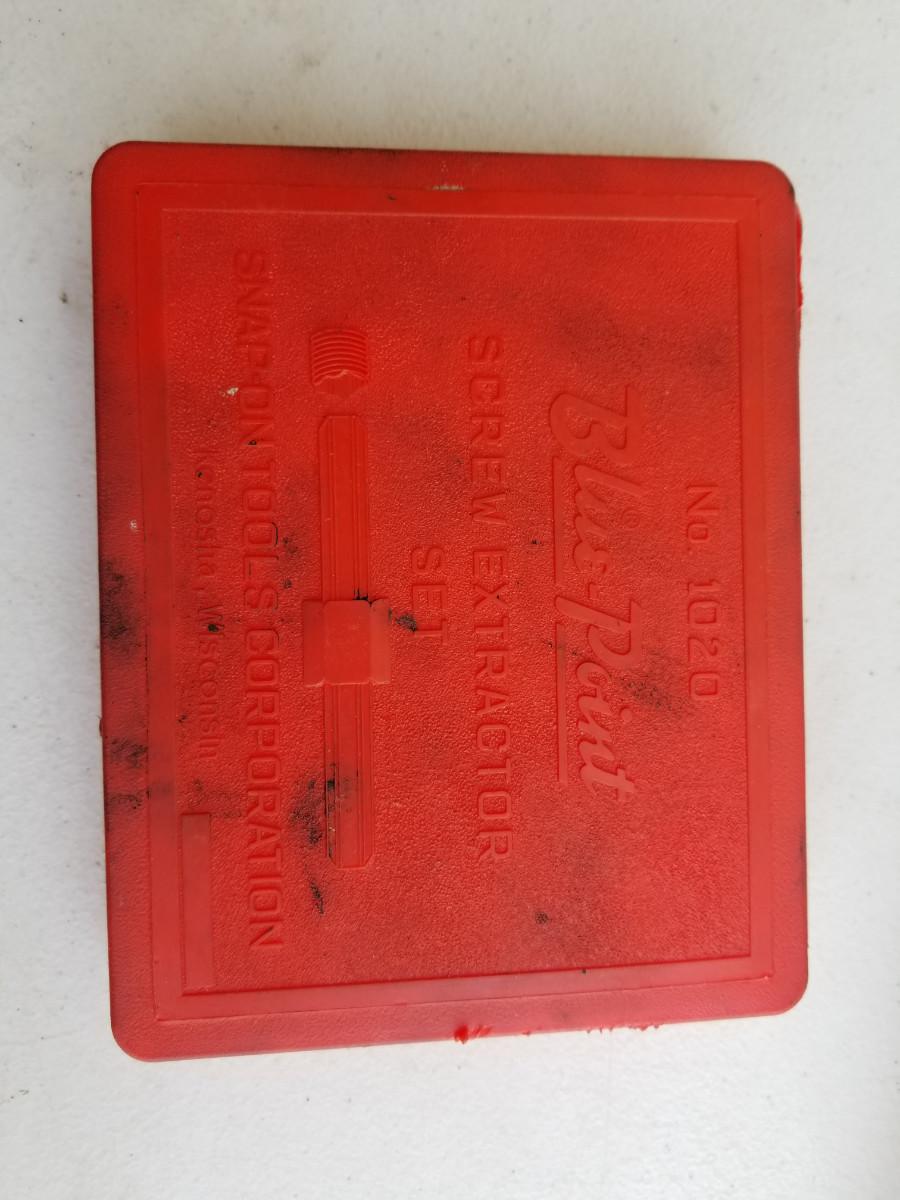 No. 1020
Blue-Point
®
SCREW EXTRACTOR
SET
SNAP-ON TOOLS CORPORATION
Kenosha, Wisconsin